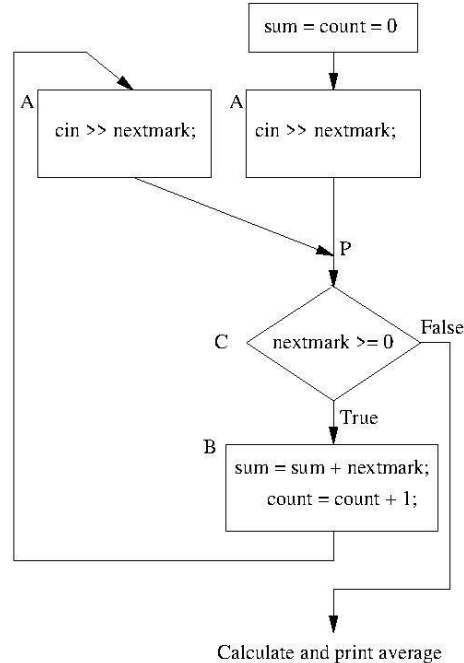 sum = count = 0
A
cin >> nextmark;
A
cin >> nextmark;
P
C
nextmark >= 0
False
True
B
sum = sum + nextmark;
count = count + 1;
Calculate and print average